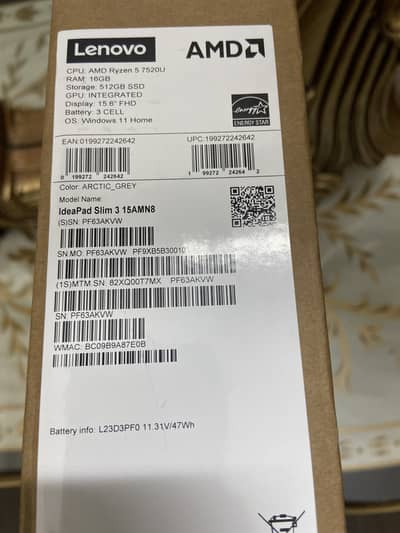 Lenovo AMD
CPU: AMD Ryzen 5 7520U
RAM: 16GB
Storage: 512GB SSD
GPU: INTEGRATED
Display: 15.6" FHD
Battery: 3 CELL
OS: Windows 11 Home
ENERGY STAR
EAN:0199272242642 UPC:199272242642
0 199272 242642 1 99272 24264 2
Color: ARCTIC_GREY
Model Name:
IdeaPad Slim 3 15AMN8
(S)SN: PF63AKVW
SN.MO: PF63AKVW PF9XB5B30010
(1S)MTM.SN: 82XQ00T7MX PF63AKVW
SN: PF63AKVW
WMAC: BC09B9A87E0B
Battery info: L23D3PF0 11.31V/47Wh